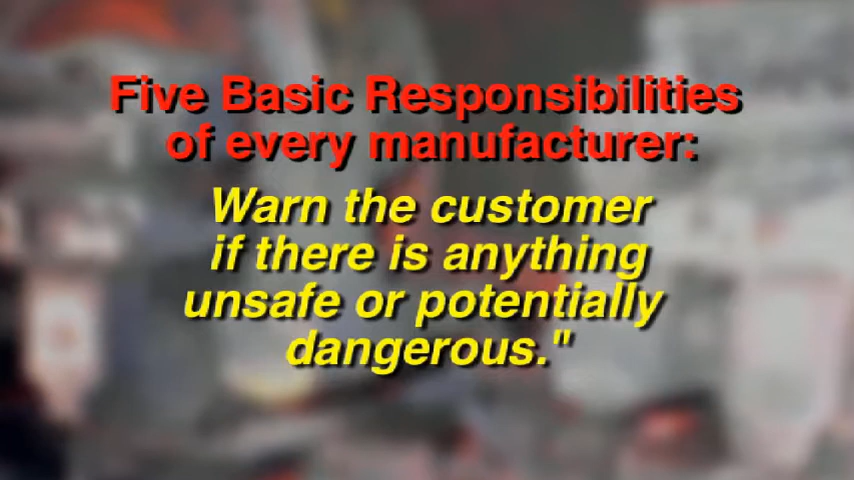 Five Basic Responsibilities
of every manufacturer:
Warn the customer
if there is anything
unsafe or potentially
dangerous."